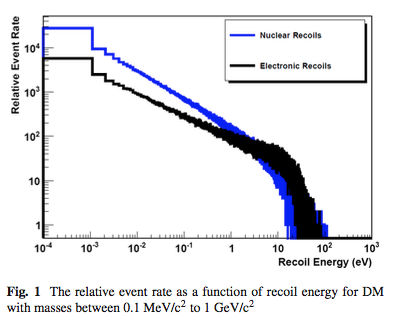 Relative Event Rate
10⁴
10³
10²
10
1
Nuclear Recoils
Electronic Recoils
10⁻⁴ 10⁻³ 10⁻² 10⁻¹ 1 10 10² 10³
Recoil Energy (eV)
Fig. 1 The relative event rate as a function of recoil energy for DM
with masses between 0.1 MeV/c² to 1 GeV/c²